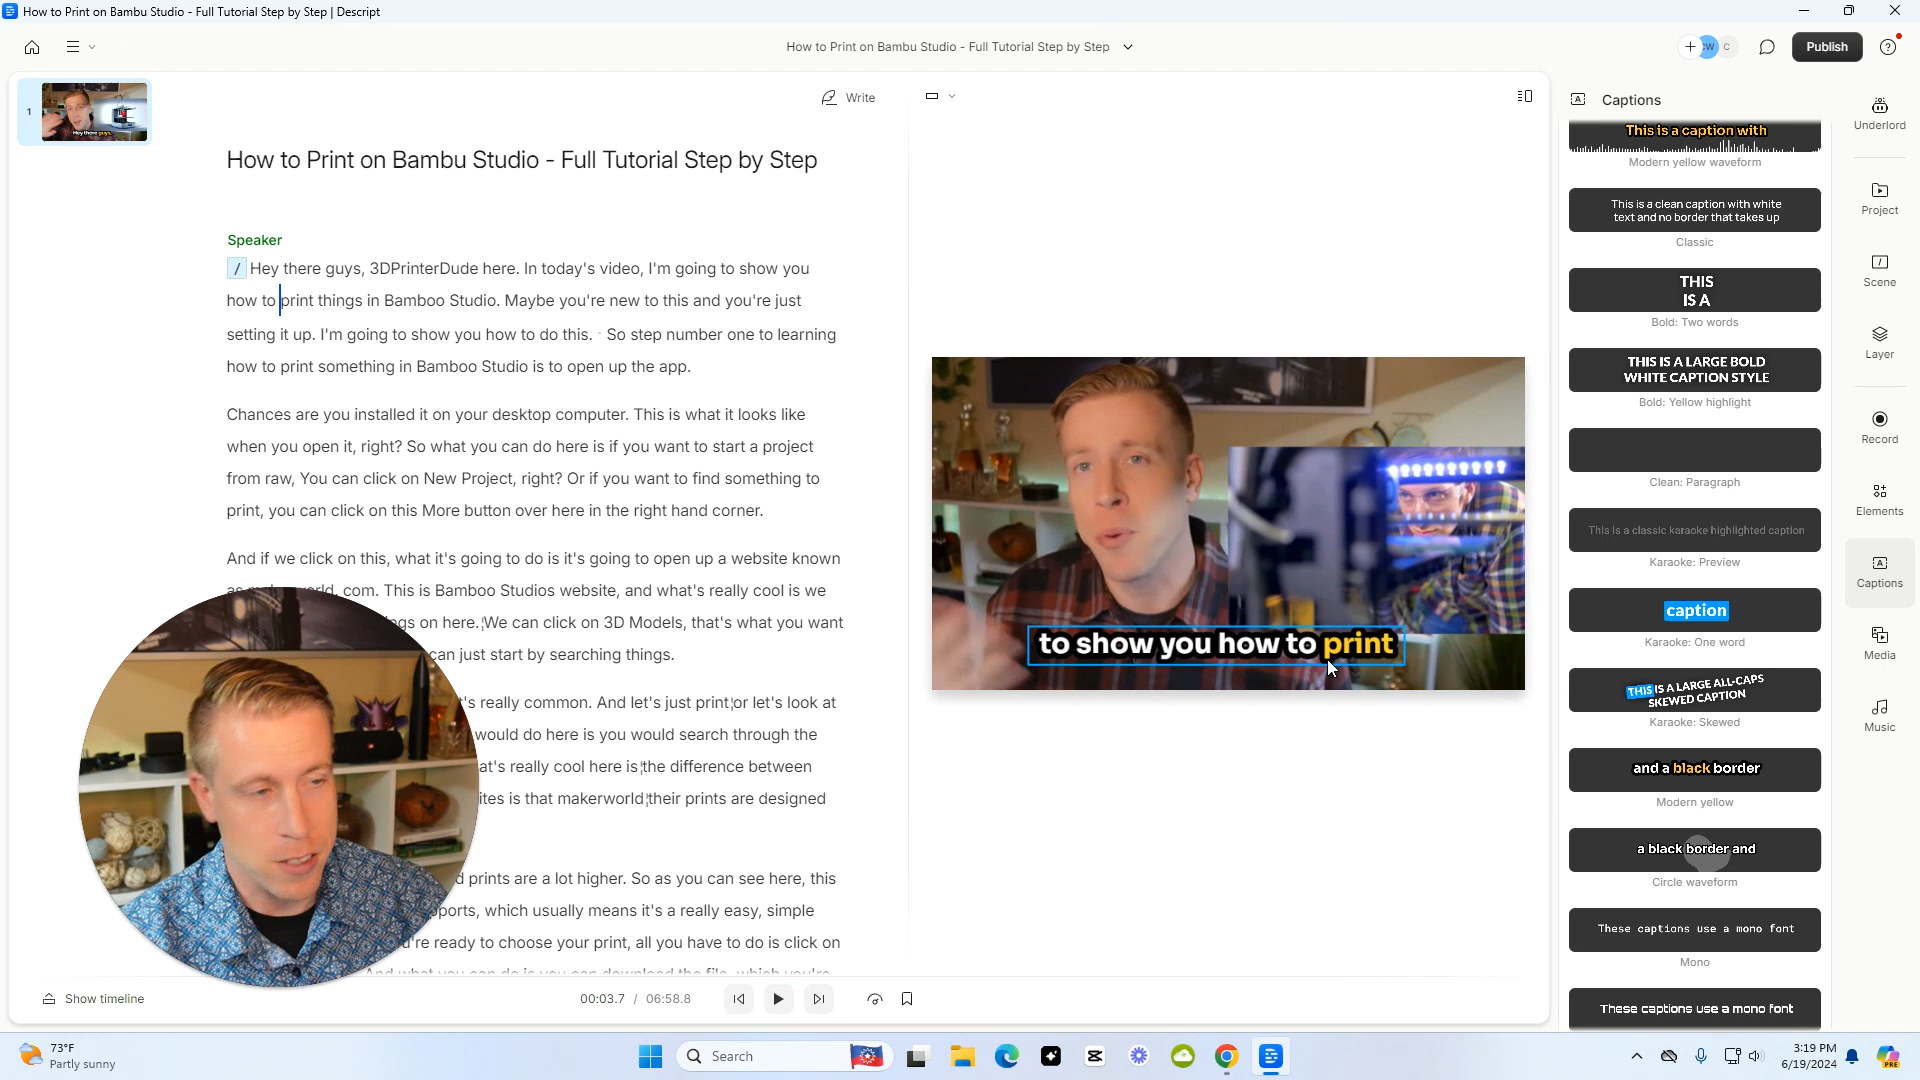 How to Print on Bambu Studio - Full Tutorial Step by Step | Descript
How to Print on Bambu Studio - Full Tutorial Step by Step
CW
C
Publish
1
Hey there guys,
Write
How to Print on Bambu Studio - Full Tutorial Step by Step
Speaker
/ Hey there guys, 3DPrinterDude here. In today's video, I'm going to show you
how to print things in Bamboo Studio. Maybe you're new to this and you're just
setting it up. I'm going to show you how to do this. So step number one to learning
how to print something in Bamboo Studio is to open up the app.
Chances are you installed it on your desktop computer. This is what it looks like
when you open it, right? So what you can do here is if you want to start a project
from raw, You can click on New Project, right? Or if you want to find something to
print, you can click on this More button over here in the right hand corner.
And if we click on this, what it's going to do is it's going to open up a website known
com. This is Bamboo Studios website, and what's really cool is we
on here. We can click on 3D Models, that's what you want
can just start by searching things.
really common. And let's just print or let's look at
would do here is you would search through the
really cool here is the difference between
is that makerworld their prints are designed
prints are a lot higher. So as you can see here, this
which usually means it's a really easy, simple
ready to choose your print, all you have to do is click on
And what you can do is you can download the file, which you're
to show you how to print
Show timeline
00:03.7 / 06:58.8
Captions
This is a caption with
Modern yellow waveform
This is a clean caption with white
text and no border that takes up
Classic
THIS
IS A
Bold: Two words
THIS IS A LARGE BOLD
WHITE CAPTION STYLE
Bold: Yellow highlight
Clean: Paragraph
This is a classic karaoke highlighted caption
Karaoke: Preview
caption
Karaoke: One word
THIS IS A LARGE ALL-CAPS
SKEWED CAPTION
Karaoke: Skewed
and a black border
Modern yellow
a black border and
Circle waveform
These captions use a mono font
Mono
These captions use a mono font
Underlord
Project
Scene
Layer
Record
Elements
Captions
Media
Music
73°F
Partly sunny
Search
PRE
3:19 PM
6/19/2024